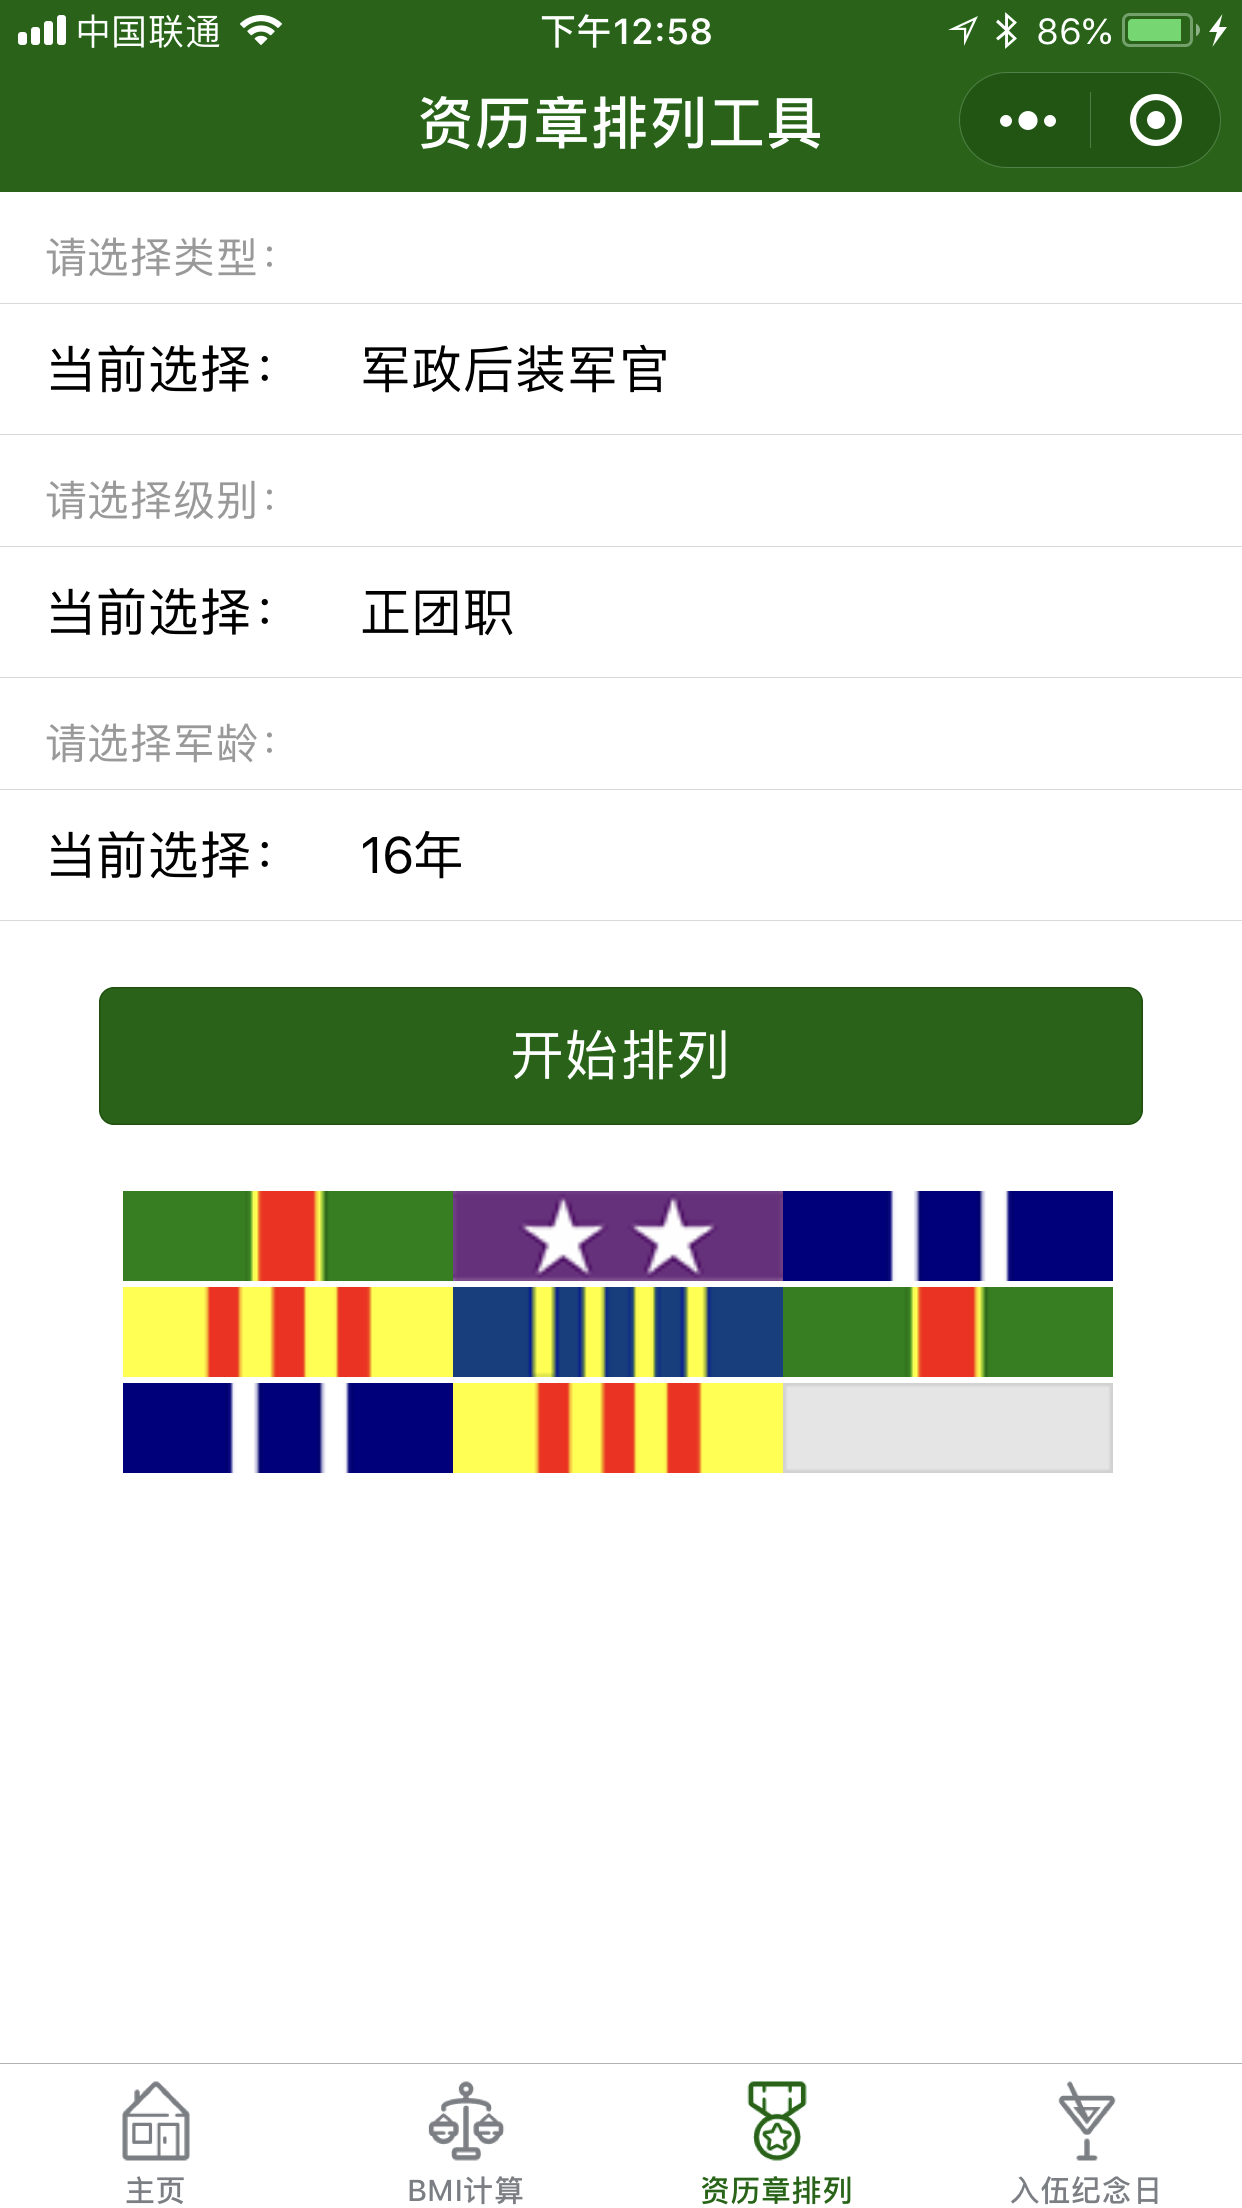 中国联通 下午12:58 86%
资历章排列工具
请选择类型：
当前选择： 军政后装军官
请选择级别：
当前选择： 正团职
请选择军龄：
当前选择： 16年
开始排列
主页 BMI计算 资历章排列 入伍纪念日